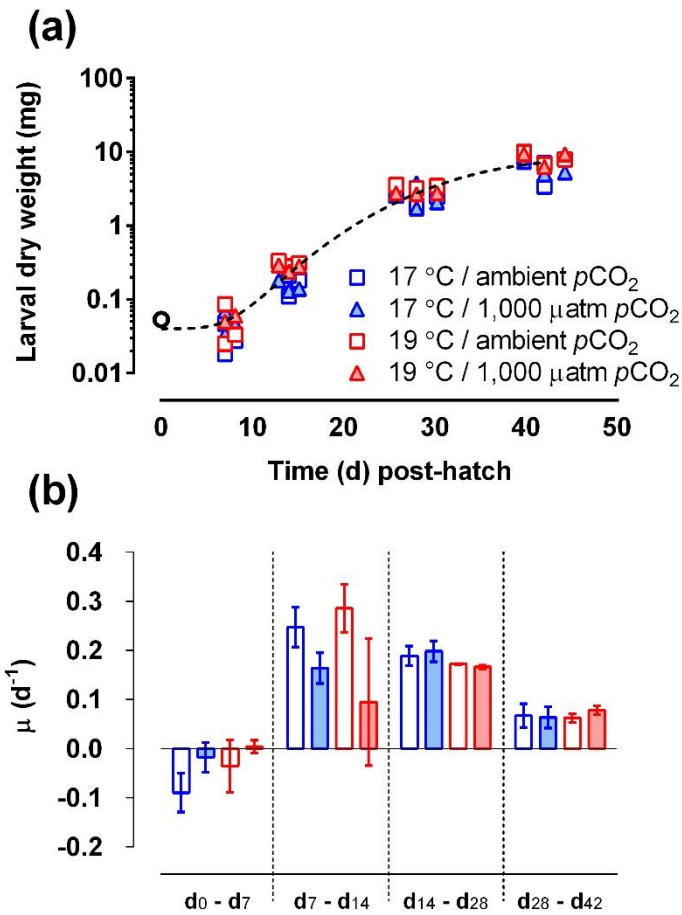 (a)
Larval dry weight (mg)
100
10
1
0.1
0.01
17 °C / ambient pCO₂
17 °C / 1,000 μatm pCO₂
19 °C / ambient pCO₂
19 °C / 1,000 μatm pCO₂
0 10 20 30 40 50
Time (d) post-hatch
(b)
μ (d⁻¹)
0.4
0.3
0.2
0.1
0.0
-0.1
-0.2
d₀ - d₇ d₇ - d₁₄ d₁₄ - d₂₈ d₂₈ - d₄₂